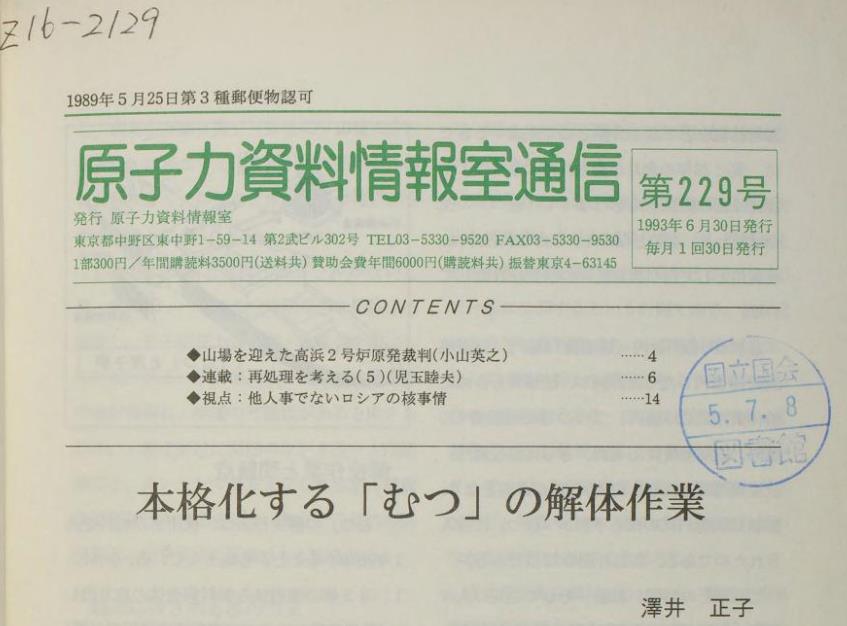 Z16-2129
1989年5月25日第3種郵便物認可
原子力資料情報室通信
第229号
1993年6月30日発行
毎月1回30日発行
発行 原子力資料情報室
東京都中野区東中野1-59-14 第2武ビル302号 TEL03-5330-9520 FAX03-5330-9530
1部300円/年間購読料3500円(送料共) 賛助会費年間6000円(購読料共) 振替東京4-63145
CONTENTS
◆山場を迎えた高浜2号炉原発裁判(小山英之) ……4
◆連載:再処理を考える(5)(児玉睦夫) ……6
◆視点:他人事でないロシアの核事情 ……14
国立国会
5.7.8
図書館
本格化する「むつ」の解体作業
澤井 正子